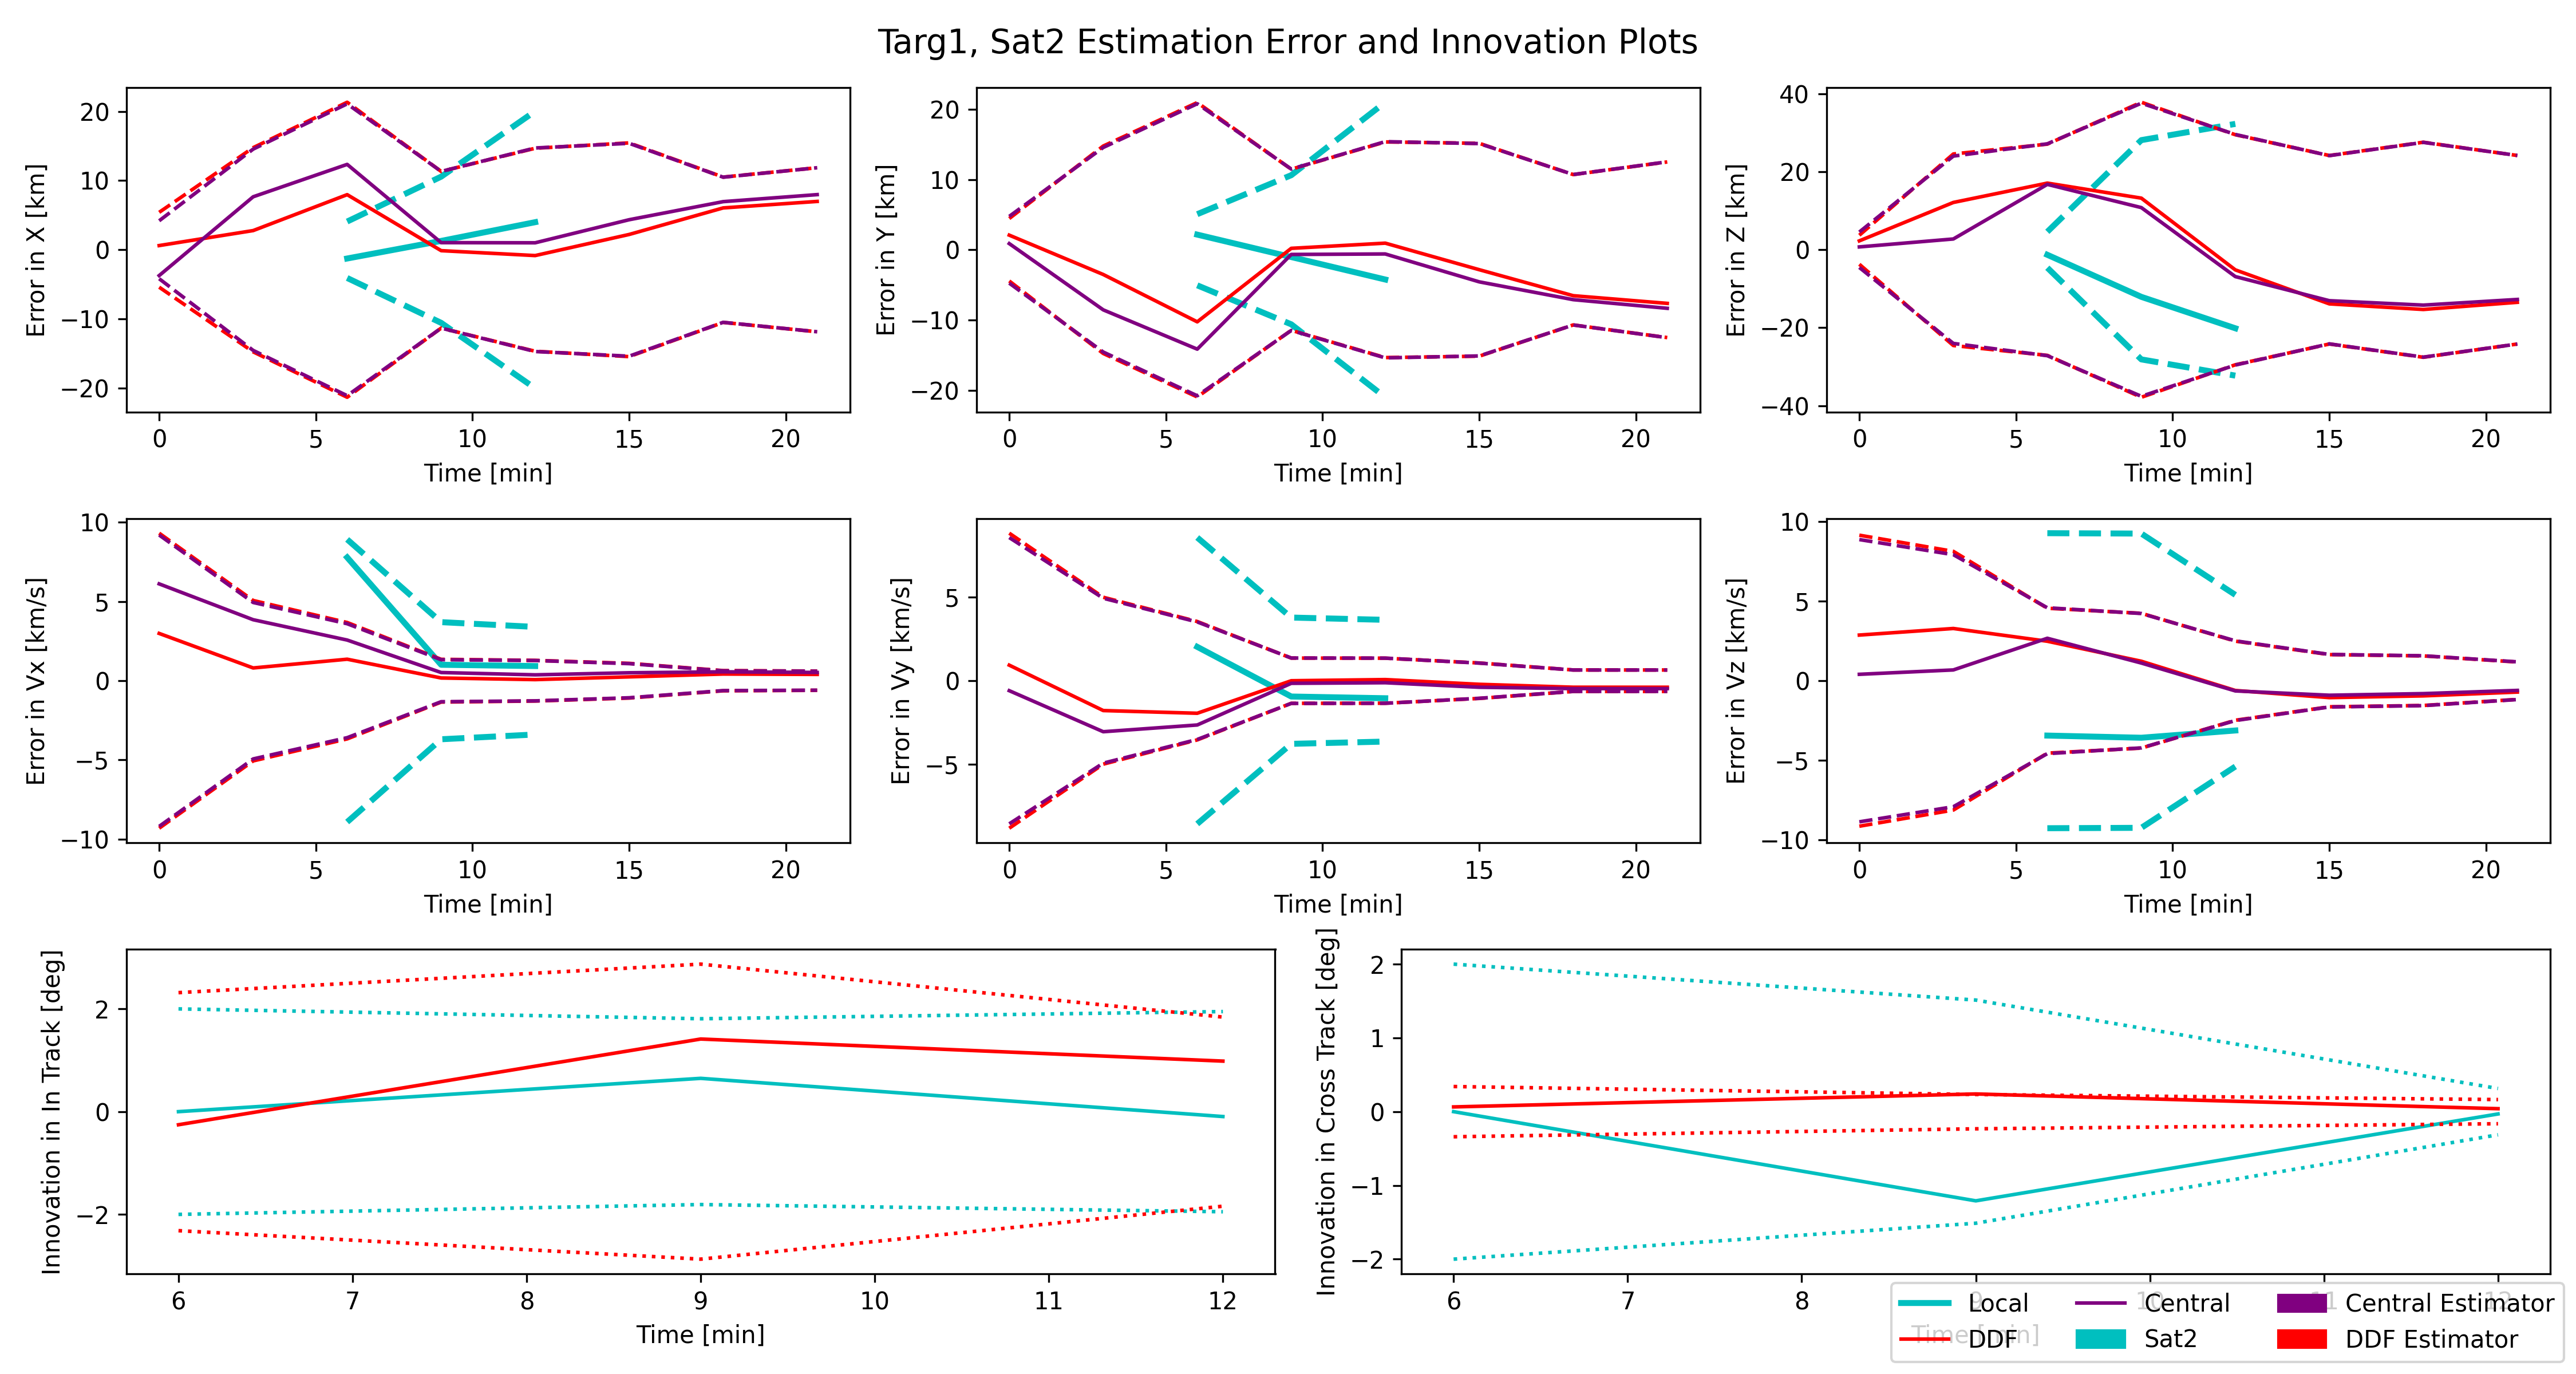 Targ1, Sat2 Estimation Error and Innovation Plots
Error in X [km]
20
10
0
−10
−20
0 5 10 15 20
Time [min]
Error in Y [km]
20
10
0
−10
−20
0 5 10 15 20
Time [min]
Error in Z [km]
40
20
0
−20
−40
0 5 10 15 20
Time [min]
Error in Vx [km/s]
10
5
0
−5
−10
0 5 10 15 20
Time [min]
Error in Vy [km/s]
5
0
−5
0 5 10 15 20
Time [min]
Error in Vz [km/s]
10
5
0
−5
−10
0 5 10 15 20
Time [min]
Innovation in In Track [deg]
2
0
−2
6 7 8 9 10 11 12
Time [min]
Innovation in Cross Track [deg]
2
1
0
−1
−2
6 7 8 9 10 11 12
Time [min]
Local
DDF
Central
Sat2
Central Estimator
DDF Estimator